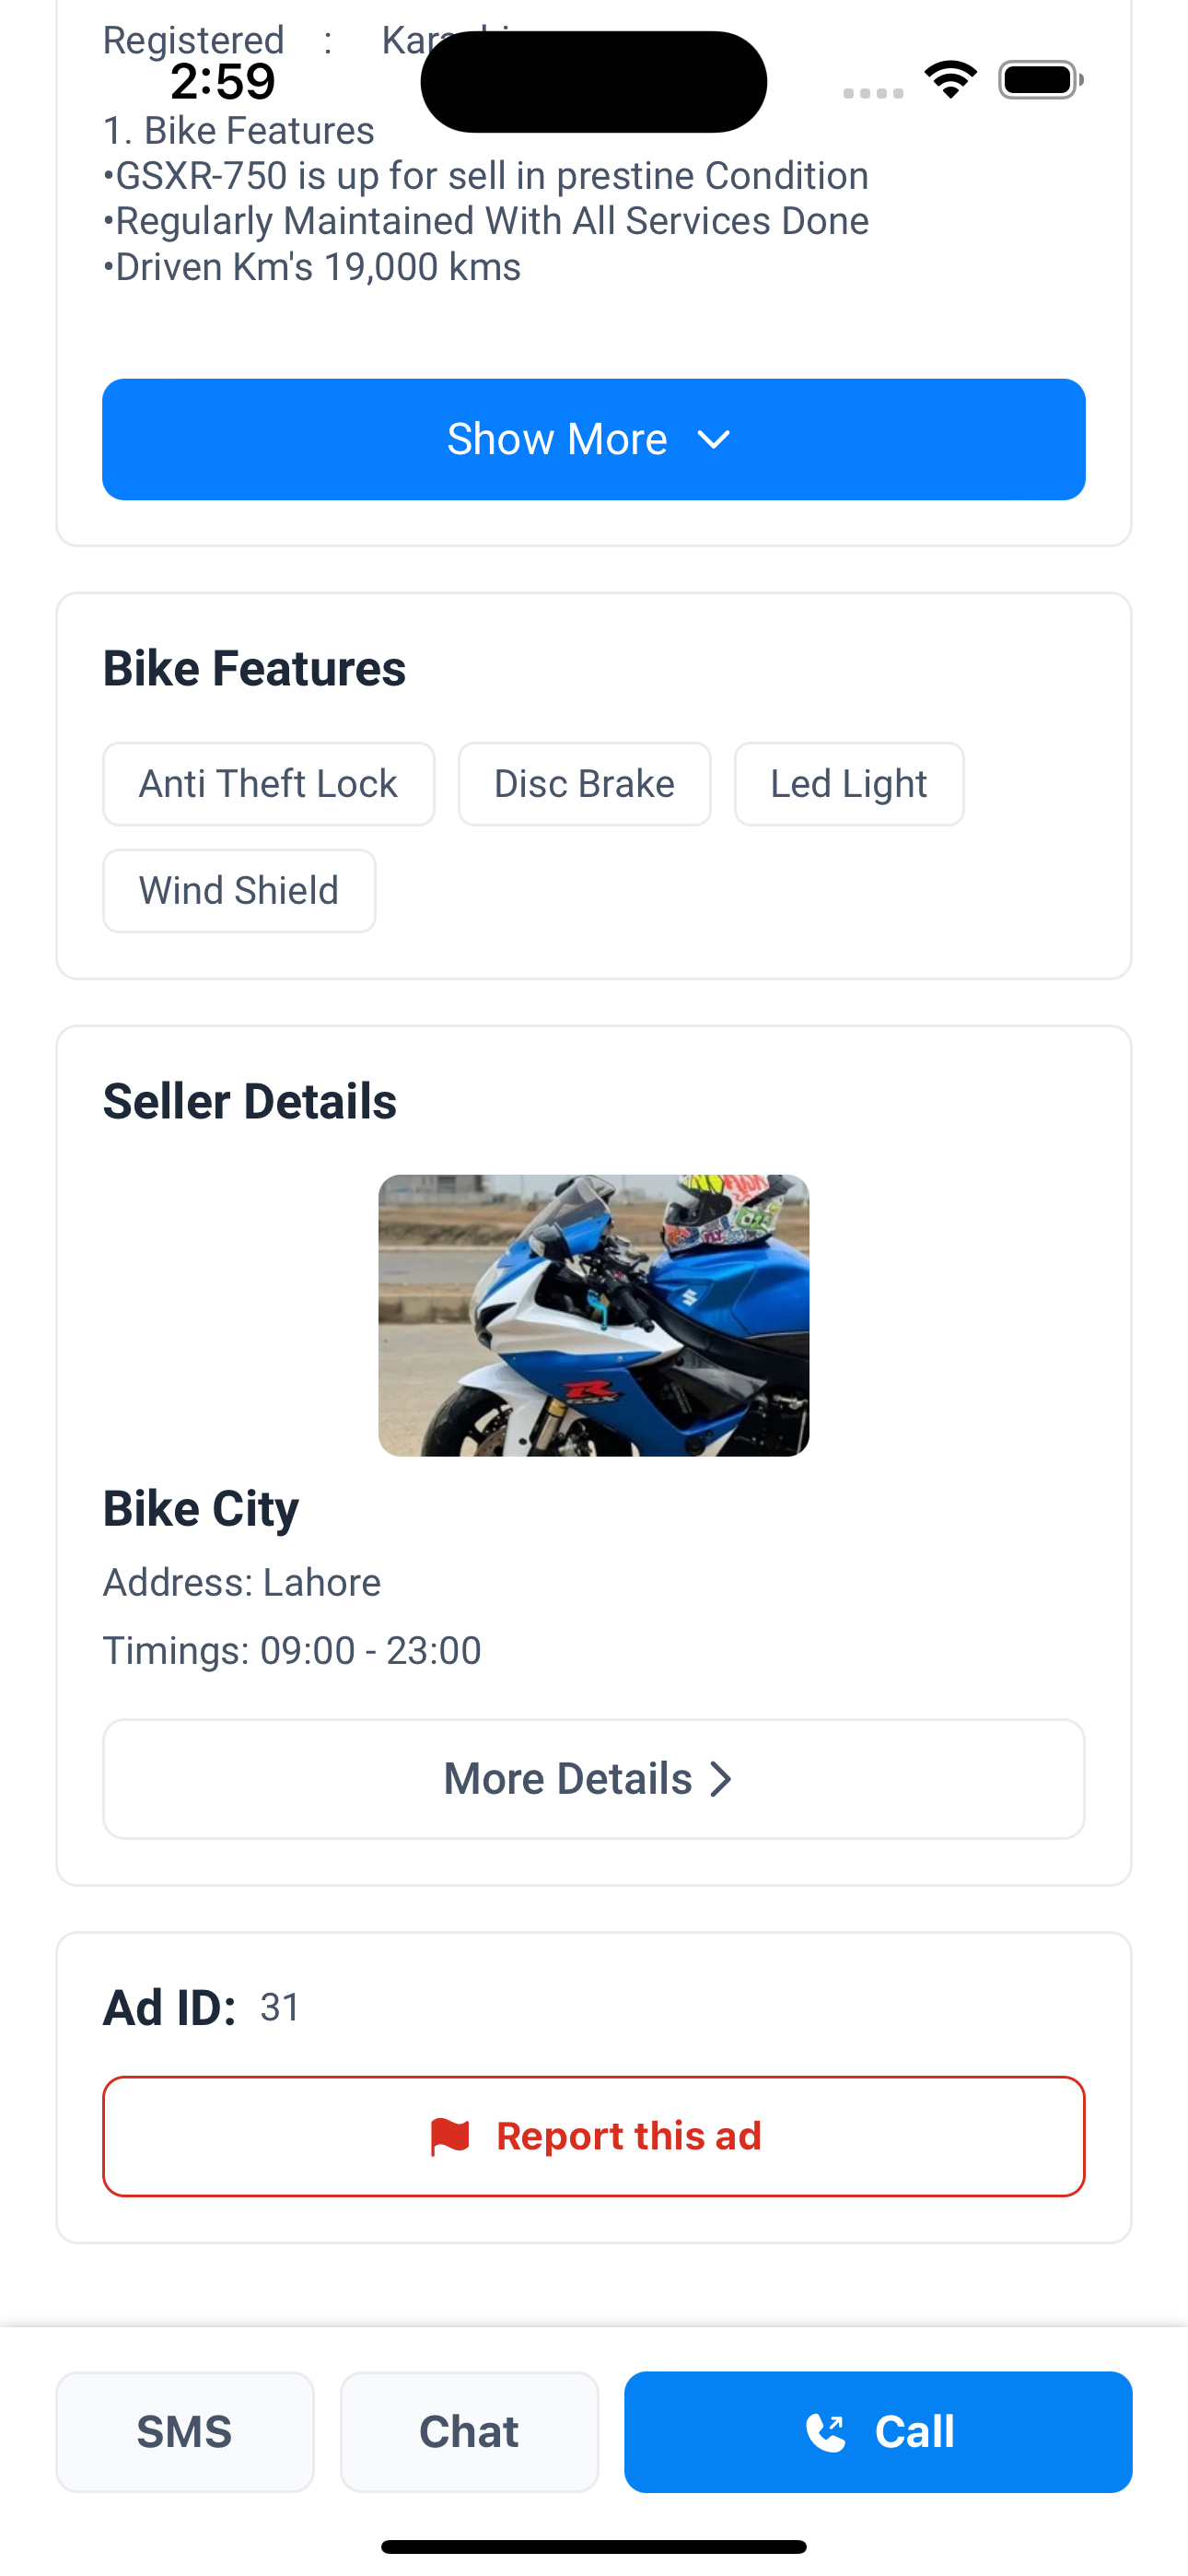 Registered : Karachi
2:59
1. Bike Features
•GSXR-750 is up for sell in prestine Condition
•Regularly Maintained With All Services Done
•Driven Km's 19,000 kms
Show More
Bike Features
Anti Theft Lock Disc Brake Led Light
Wind Shield
Seller Details
R
GSX
Bike City
Address: Lahore
Timings: 09:00 - 23:00
More Details
Ad ID: 31
Report this ad
SMS Chat Call